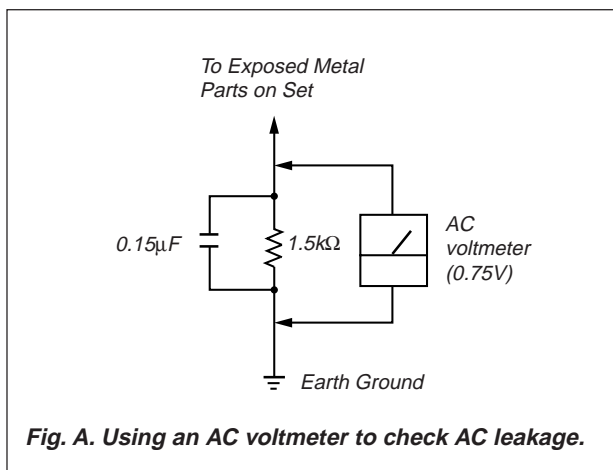 To Exposed Metal
Parts on Set
0.15μF
1.5kΩ
AC
voltmeter
(0.75V)
Earth Ground
Fig. A. Using an AC voltmeter to check AC leakage.